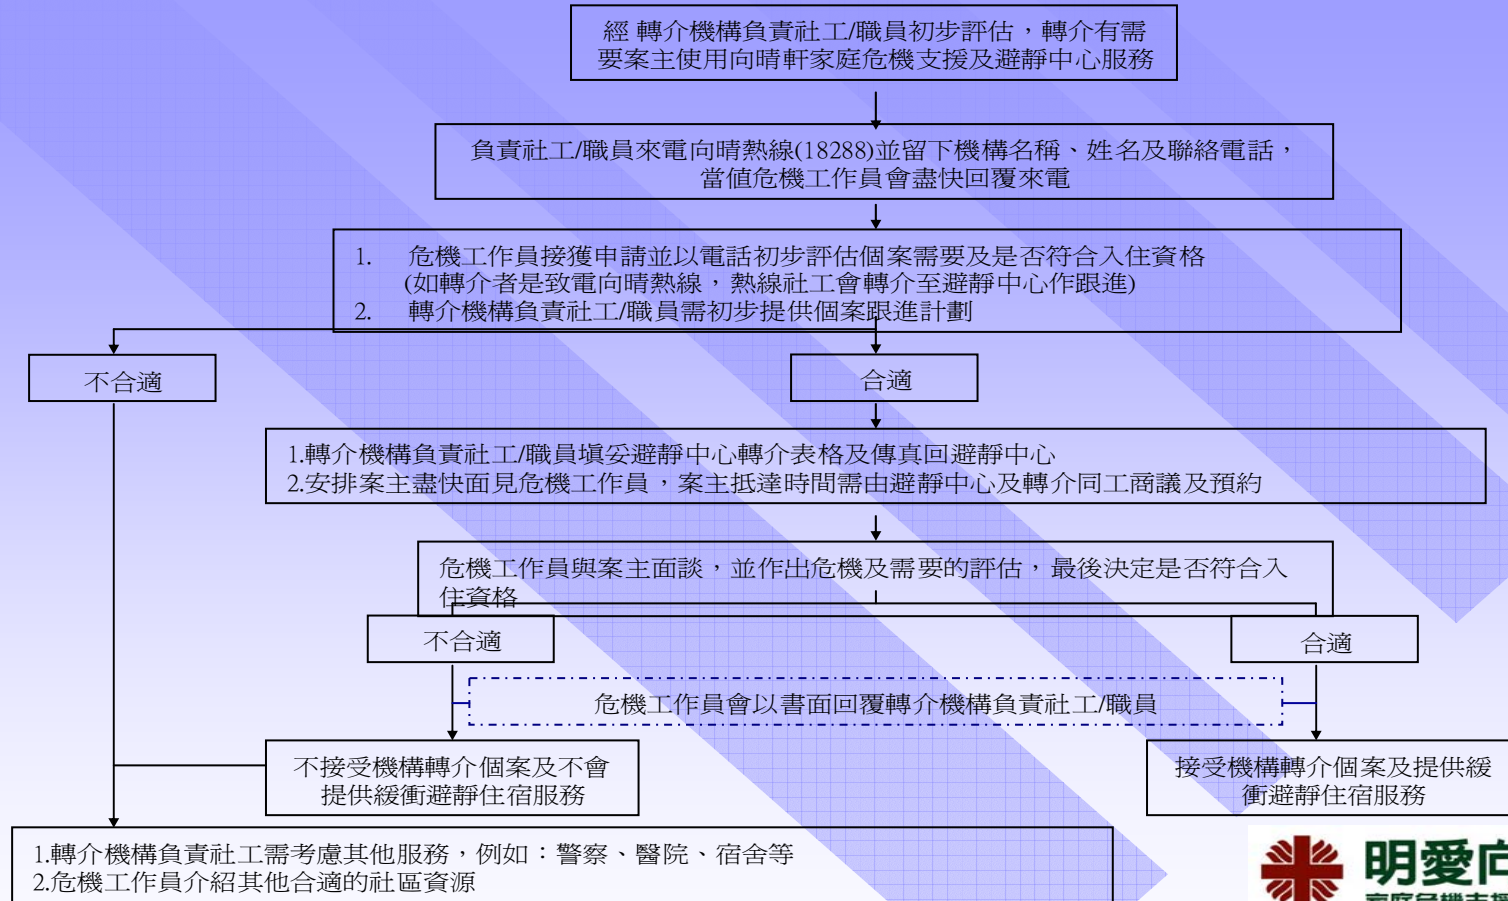 經 轉介機構負責社工/職員初步評估，轉介有需
要案主使用向晴軒家庭危機支援及避靜中心服務
負責社工/職員來電向晴熱線(18288)並留下機構名稱、姓名及聯絡電話，
當值危機工作員會盡快回覆來電
1. 危機工作員接獲申請並以電話初步評估個案需要及是否符合入住資格
(如轉介者是致電向晴熱線，熱線社工會轉介至避靜中心作跟進)
2. 轉介機構負責社工/職員需初步提供個案跟進計劃
不合適
合適
1.轉介機構負責社工/職員填妥避靜中心轉介表格及傳真回避靜中心
2.安排案主盡快面見危機工作員，案主抵達時間需由避靜中心及轉介同工商議及預約
危機工作員與案主面談，並作出危機及需要的評估，最後決定是否符合入
住資格
不合適
合適
危機工作員會以書面回覆轉介機構負責社工/職員
不接受機構轉介個案及不會
提供緩衝避靜住宿服務
接受機構轉介個案及提供緩
衝避靜住宿服務
1.轉介機構負責社工需考慮其他服務，例如：警察、醫院、宿舍等
2.危機工作員介紹其他合適的社區資源
明愛向
家庭危機支援